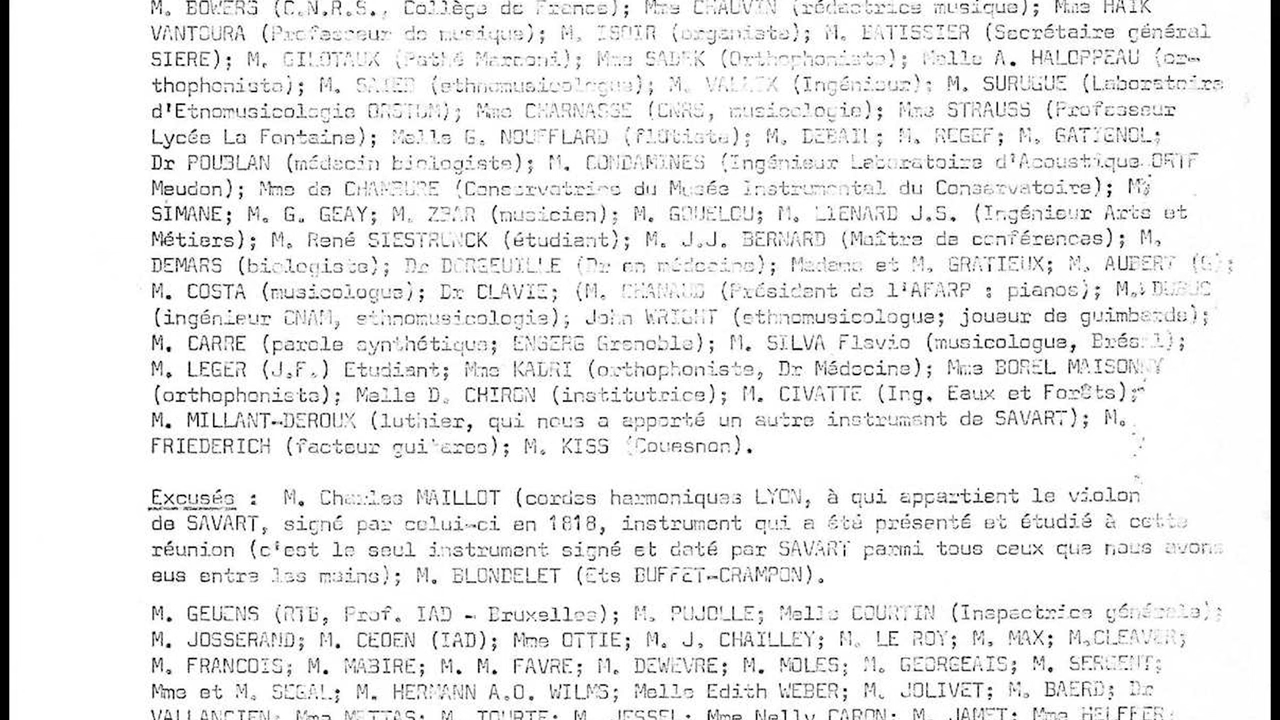 M. BOWERS (C.N.R.S., Collège de France); Mme CHAUVIN (rédactrice musique); Mme HAIK
VANTOURA (Professeur de musique); M. ISOIR (organiste); M. BATISSIER (Secrétaire général
SIERE); M. GILOTAUX (Pathé Marconi); Mme SADEK (Orthophoniste); Melle A. HALOPPEAU (or-
thophoniste); M. (ethnomusicologue); M. (Ingénieur); M. SURUGUE (Laboratoire
d'Etnomusicologie ORSTOM); Mme CHARNASSE (CNRS, musicologie); Mme STRAUSS (Professeur
Lycée La Fontaine); Melle G. NOUFFLARD (flûtiste); M. DEBAIL; M. REGEF; M. GATIGNOL;
Dr POUBLAN (médecin biologiste); M. CONDAMINES (Ingénieur Laboratoire d'Acoustique ORTF
Meudon); Mme de CHAMBURE (Conservatrice du Musée Instrumental du Conservatoire); M.
SIMANE; M. G. GEAY; M. ZBAR (musicien); M. GOUELOU; M. LIENARD J.S. (Ingénieur Arts et
Métiers); M. René SIESTRUNCK (étudiant); M. J.J. BERNARD (Maître de conférences); M.
DEMARS (biologiste); Dr DORGEUILLE (Dr en médecine); Madame et M. GRATIEUX; M. AUBERT (G);
M. COSTA (musicologue); Dr CLAVIE; (M. CHANAUD (Président de l'AFARP : pianos); M. DUBUC
(ingénieur CNAM, ethnomusicologie); John WRIGHT (ethnomusicologue; joueur de guimbarde);
M. CARRE (parole synthétique; ENSERG Grenoble); M. SILVA Flavio (musicologue, Brésil);
M. LEGER (J.F.) Etudiant; Mme KADRI (orthophoniste, Dr Médecine); Mme BOREL MAISONNY
(orthophoniste); Melle D. CHIRON (institutrice); M. CIVATTE (Ing. Eaux et Forêts);
M. MILLANT-DEROUX (luthier, qui nous a apporté un autre instrument de SAVART); M.
FRIEDERICH (facteur guitares); M. KISS (Couesnon).
Excusés : M. Charles MAILLOT (cordes harmoniques LYON, à qui appartient le violon
de SAVART, signé par celui-ci en 1818, instrument qui a été présenté et étudié à cette
réunion (c'est le seul instrument signé et daté par SAVART parmi tous ceux que nous avons
eus entre les mains); M. BLONDELET (Ets BUFFET-CRAMPON).
M. GEUENS (RTB, Prof. IAD - Bruxelles); M. PUJOLLE; Melle COURTIN (Inspectrice générale);
M. JOSSERAND; M. CEOEN (IAD); Mme OTTIE; M. J. CHAILLEY; M. LE ROY; M. MAX; M.CLEAVER;
M. FRANCOIS; M. MABIRE; M. M. FAVRE; M. DEWEVRE; M. MOLES; M. GEORGEAIS; M. SERGENT;
Mme et M. SEGAL; M. HERMANN A.O. WILMS; Melle Edith WEBER; M. JOLIVET; M. BAERD; Dr
VALLANCIEN; Mme METTAS; M. TOURTE; M. JESSEL; Mme Nelly CARON; M. JAMET; Mme HELFFER;